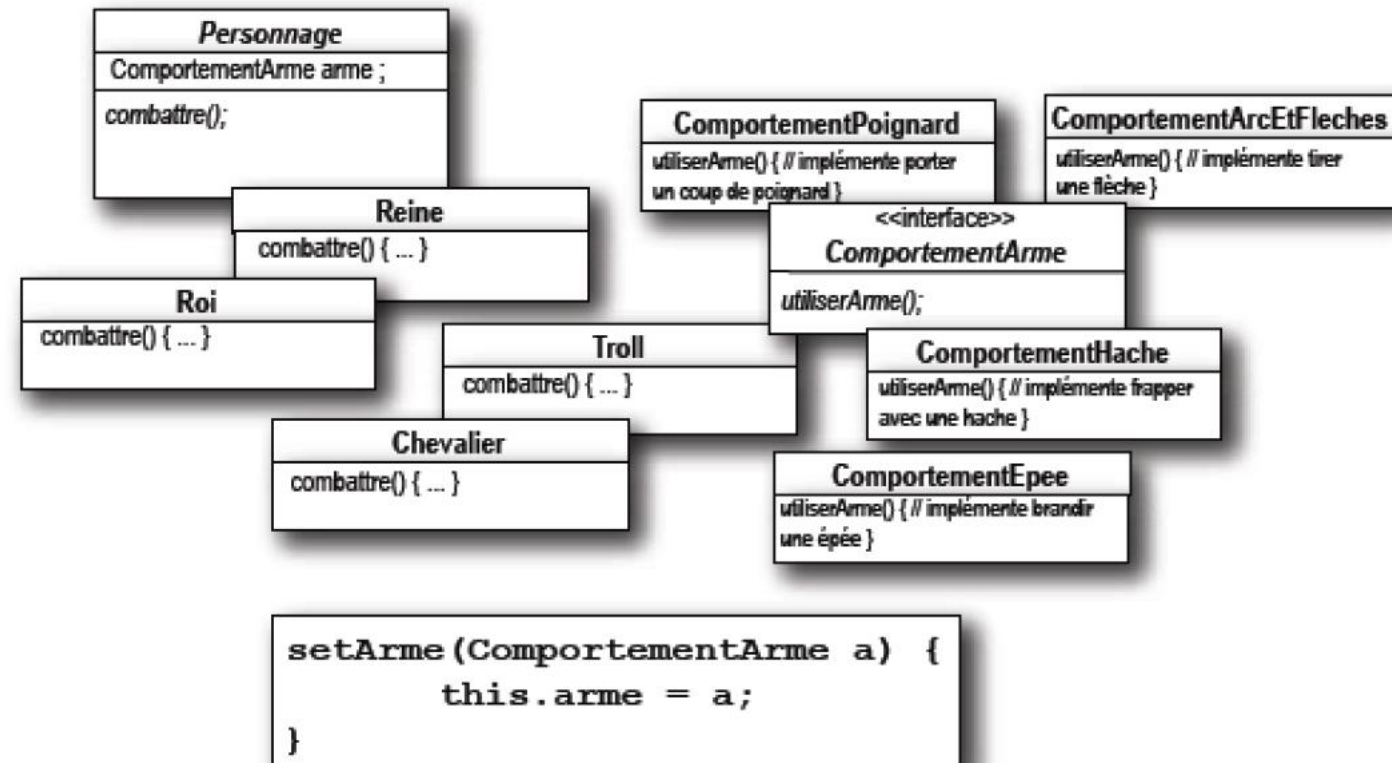 Personnage
ComportementArme arme ;
combattre();
ComportementPoignard
utiliserArme() { // implémente porter
un coup de poignard }
ComportementArcEtFleches
utiliserArme() { // implémente tirer
une flèche }
Reine
combattre() { ... }
<<interface>>
ComportementArme
utiliserArme();
Roi
combattre() { ... }
Troll
combattre() { ... }
ComportementHache
utiliserArme() { // implémente frapper
avec une hache }
Chevalier
combattre() { ... }
ComportementEpee
utiliserArme() { // implémente brandir
une épée }
setArme(ComportementArme a) {
this.arme = a;
}